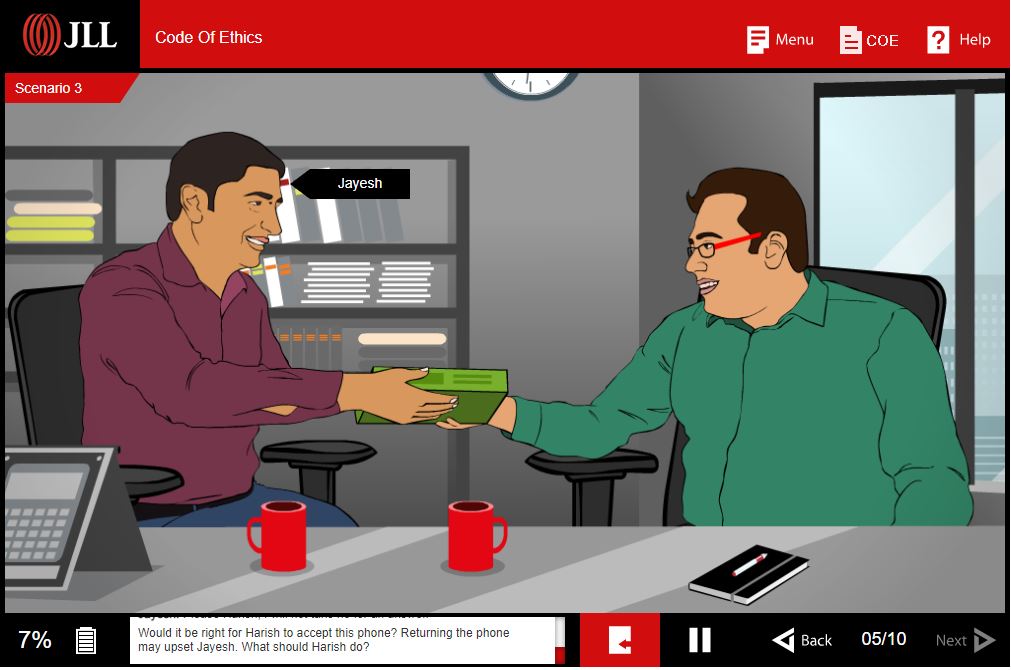 JLL
Code Of Ethics
Menu
COE
Help
Scenario 3
Jayesh
Would it be right for Harish to accept this phone? Returning the phone
may upset Jayesh. What should Harish do?
7%
Back
05/10
Next